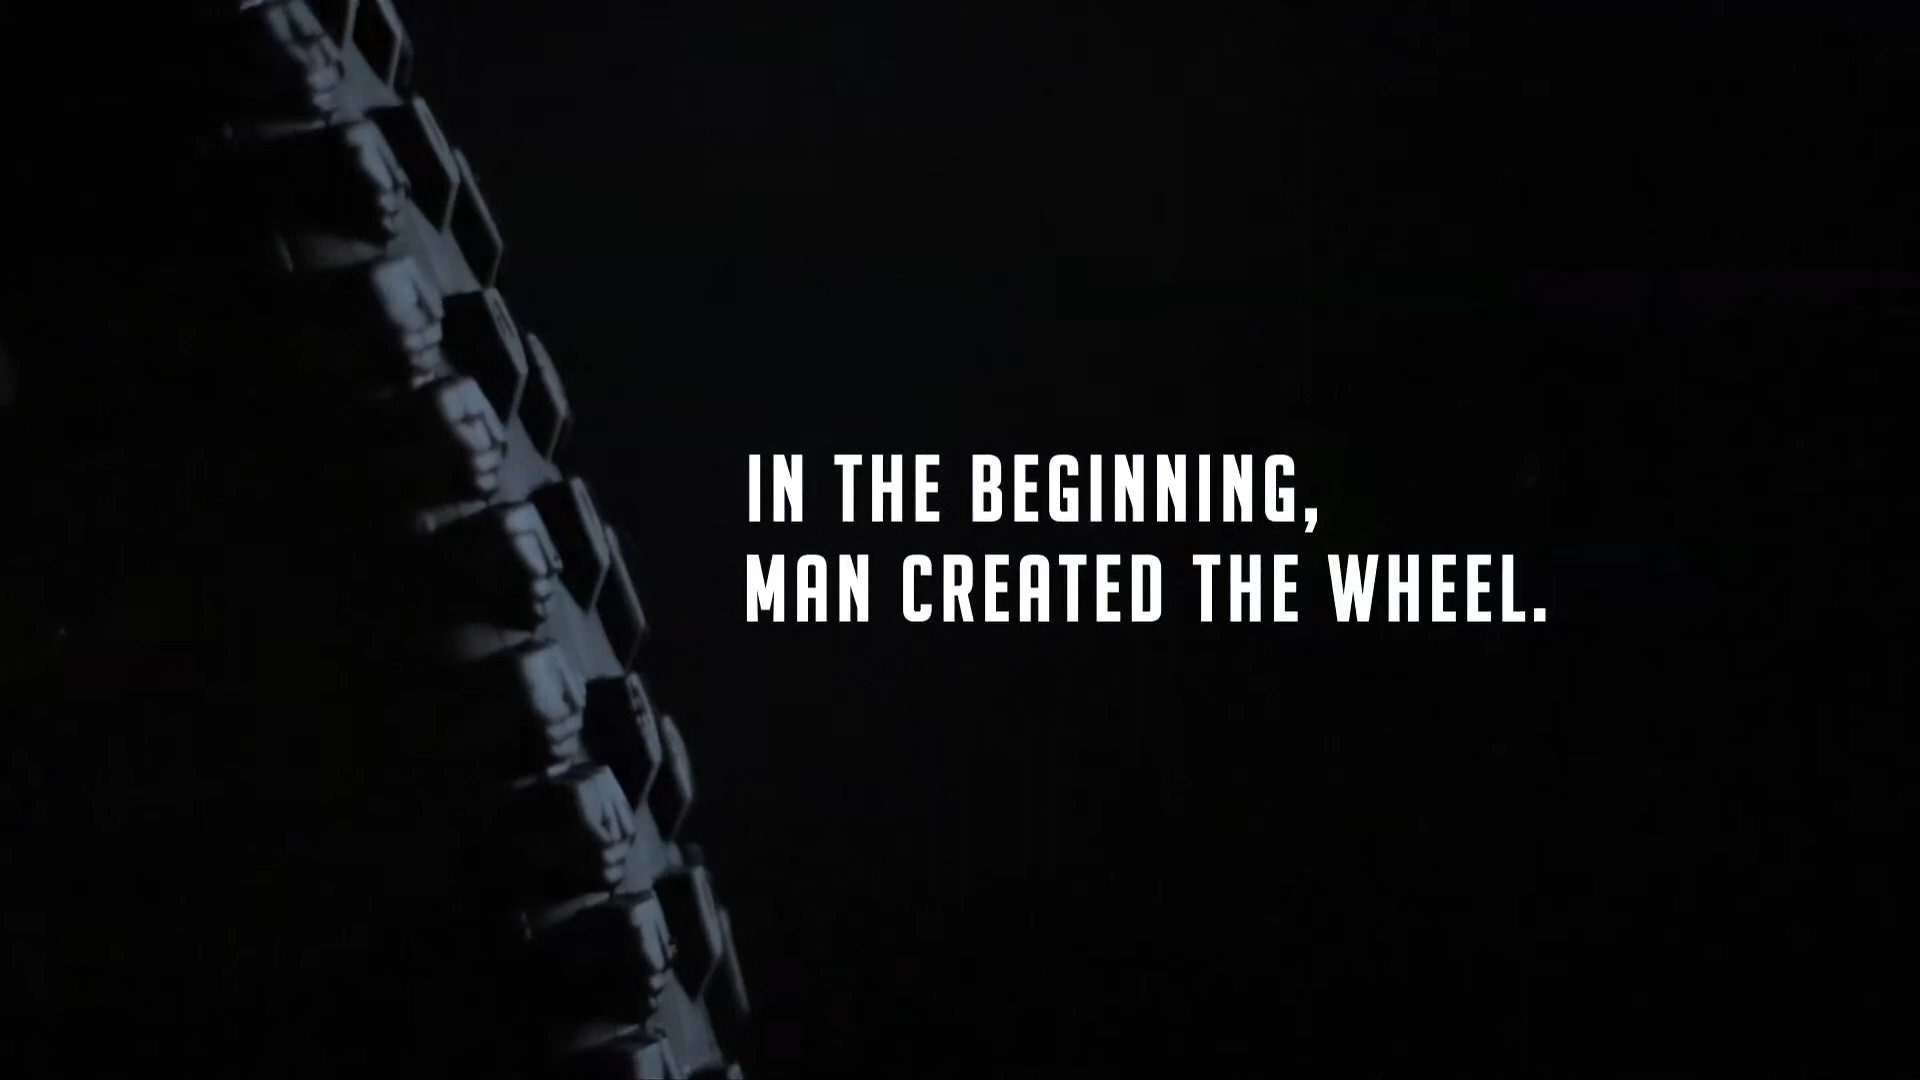 IN THE BEGINNING,
MAN CREATED THE WHEEL.